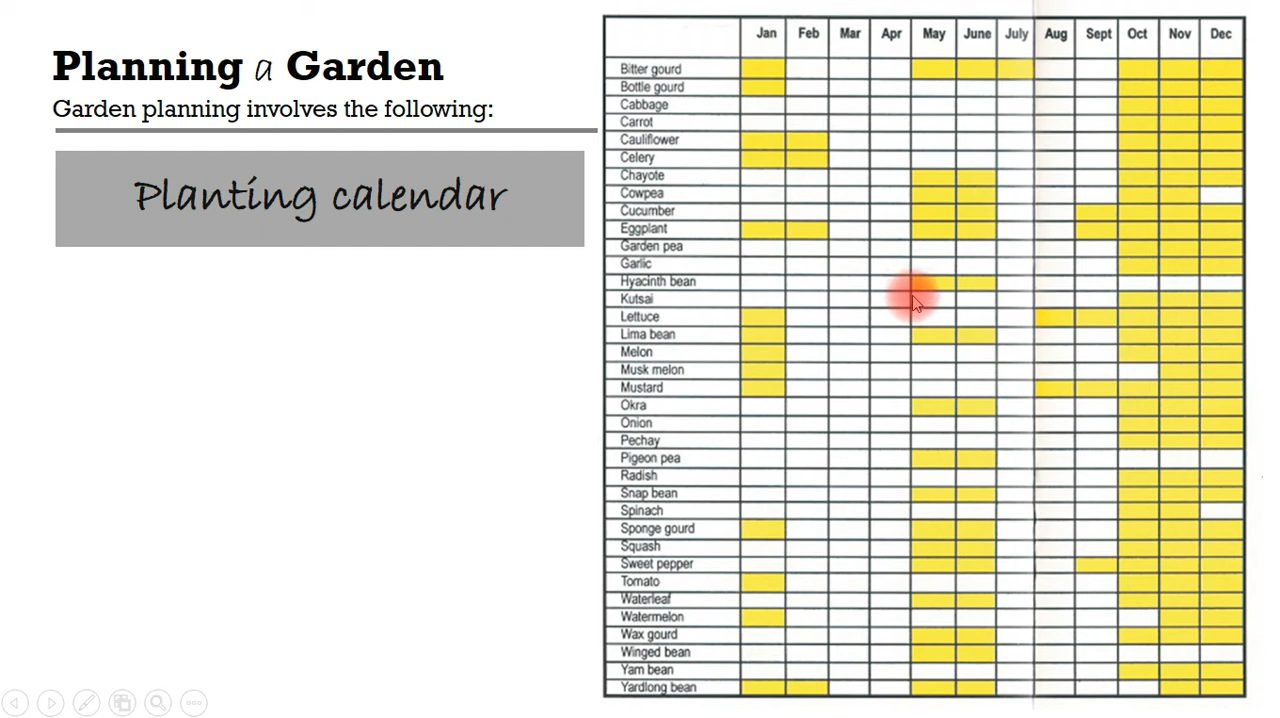 Planning a Garden
Garden planning involves the following:
Planting calendar
Jan Feb Mar Apr May June July Aug Sept Oct Nov Dec
Bitter gourd
Bottle gourd
Cabbage
Carrot
Cauliflower
Celery
Chayote
Cowpea
Cucumber
Eggplant
Garden pea
Garlic
Hyacinth bean
Kutsai
Lettuce
Lima bean
Melon
Musk melon
Mustard
Okra
Onion
Pechay
Pigeon pea
Radish
Snap bean
Spinach
Sponge gourd
Squash
Sweet pepper
Tomato
Waterleaf
Watermelon
Wax gourd
Winged bean
Yam bean
Yardlong bean